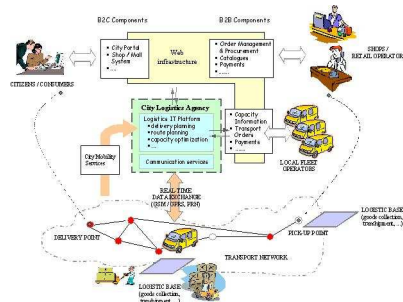 B2C Components
B2B Components
• City Portal
• Shop / Mall
System
• ...
Web
infrastructure
• Order Management
& Procurement
• Catalogues
• Payments
• ......
CITIZENS / CONSUMERS
SHOPS /
RETAIL OPERATOR
City Logistics Agency
Logistics IT Platform
• delivery planning
• route planning
• capacity optimization
• ...
Communication services
• Capacity
Information
• Transport
Orders
• Payments
• ......
LOCAL FLEET
OPERATORS
City Mobility
Services
REAL TIME
DATA EXCHANGE
(GSM / GPRS, PRN)
LOGISTIC BASE
(goods collection,
transhipment, ...)
DELIVERY POINT
PICK-UP POINT
TRANSPORT NETWORK
LOGISTIC BASE
(goods collection,
transhipment, ...)